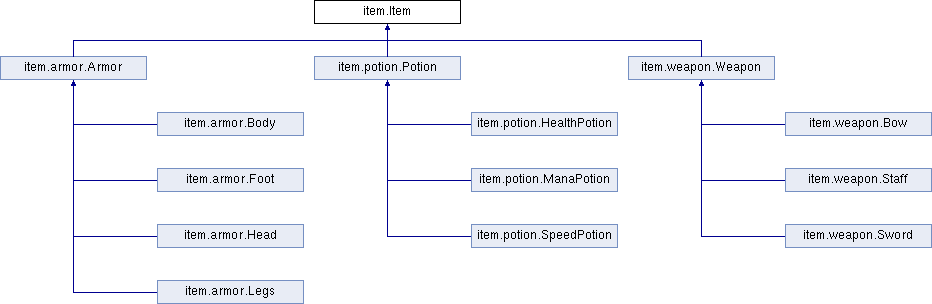 item.Item
item.armor.Armor
item.potion.Potion
item.weapon.Weapon
item.armor.Body
item.potion.HealthPotion
item.weapon.Bow
item.armor.Foot
item.potion.ManaPotion
item.weapon.Staff
item.armor.Head
item.potion.SpeedPotion
item.weapon.Sword
item.armor.Legs